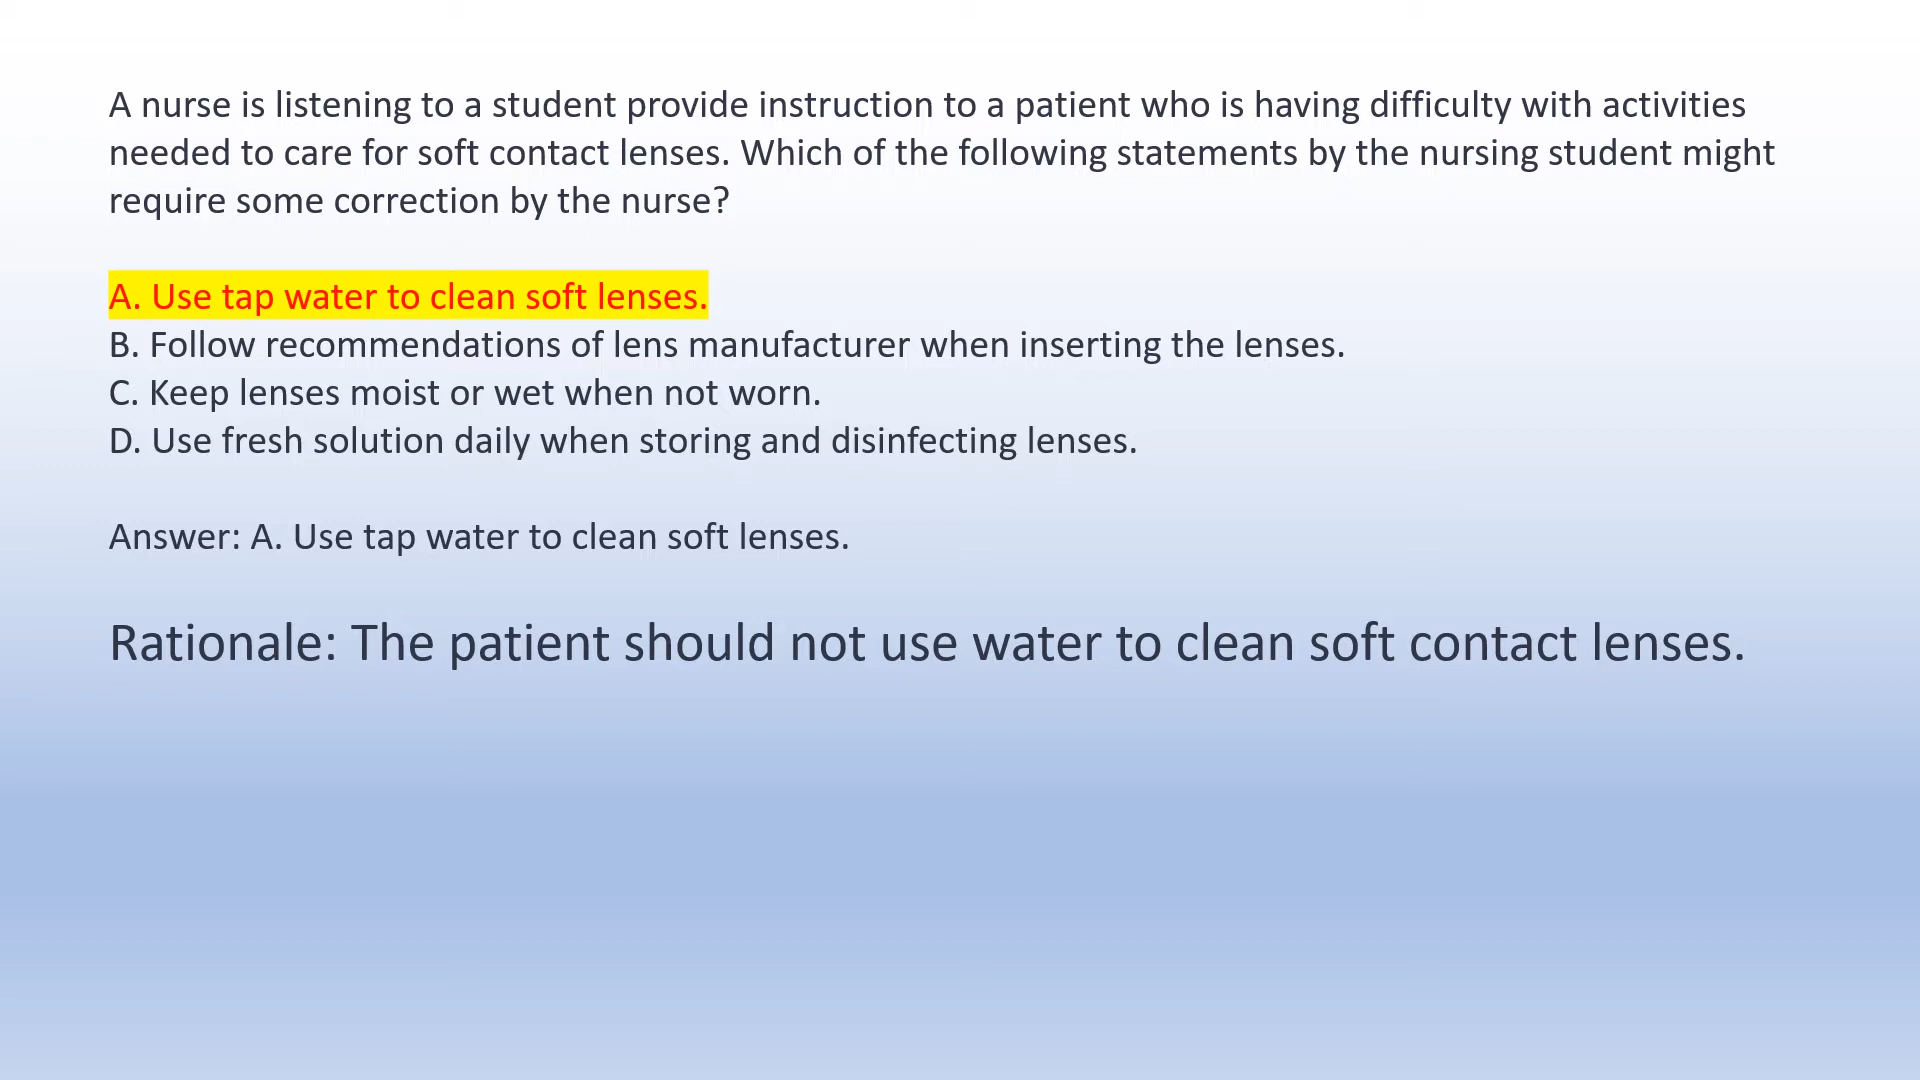 A nurse is listening to a student provide instruction to a patient who is having difficulty with activities
needed to care for soft contact lenses. Which of the following statements by the nursing student might
require some correction by the nurse?
A. Use tap water to clean soft lenses.
B. Follow recommendations of lens manufacturer when inserting the lenses.
C. Keep lenses moist or wet when not worn.
D. Use fresh solution daily when storing and disinfecting lenses.
Answer: A. Use tap water to clean soft lenses.
Rationale: The patient should not use water to clean soft contact lenses.